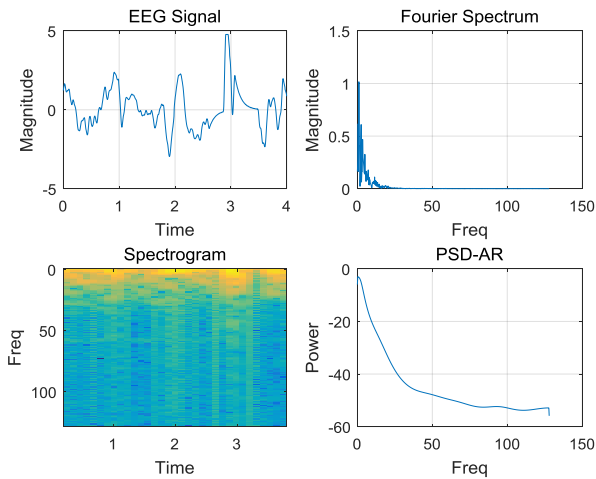 EEG Signal
Magnitude
5
0
-5
0 1 2 3 4
Time
Fourier Spectrum
Magnitude
1.5
1
0.5
0
0 50 100 150
Freq
Spectrogram
Freq
0
50
100
1 2 3
Time
PSD-AR
Power
0
-20
-40
-60
0 50 100 150
Freq